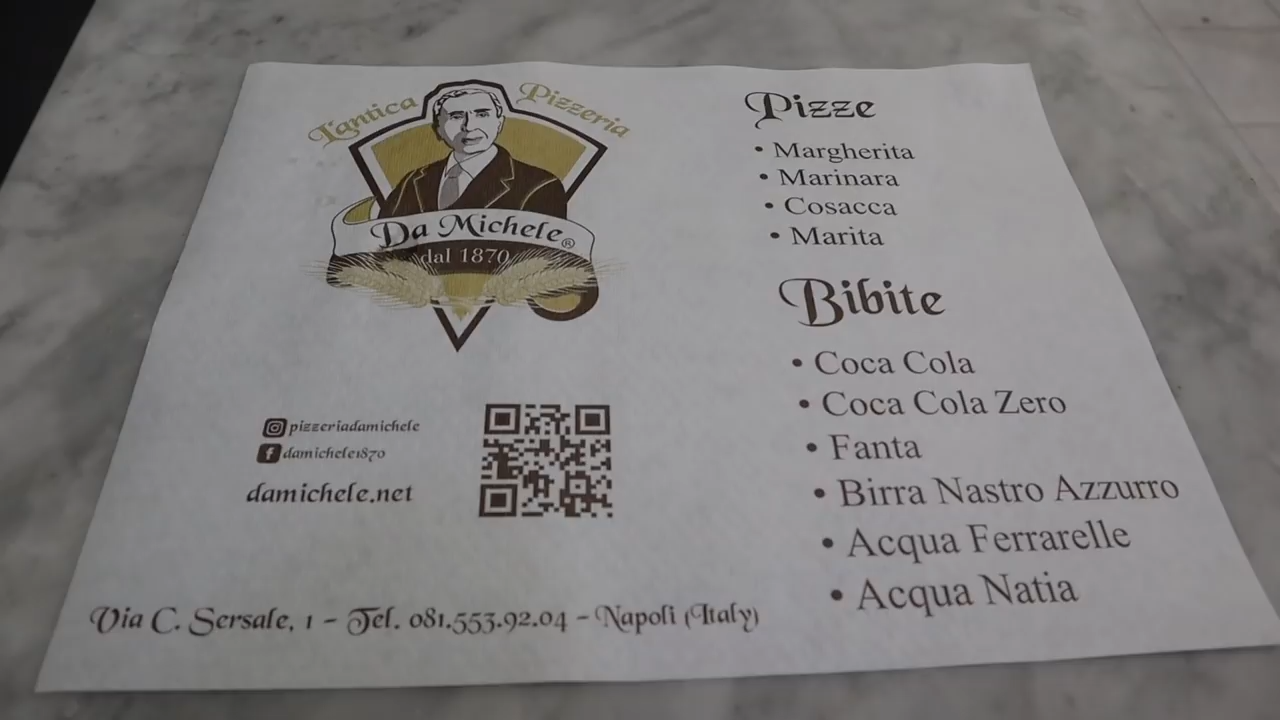 L'antica Pizzeria
Da Michele®
dal 1870
pizzeriadamichele
damichele1870
damichele.net
Via C. Sersale, 1 - Tel. 081.553.92.04 - Napoli (Italy)
Pizze
• Margherita
• Marinara
• Cosacca
• Marita
Bibite
• Coca Cola
• Coca Cola Zero
• Fanta
• Birra Nastro Azzurro
• Acqua Ferrarelle
• Acqua Natia